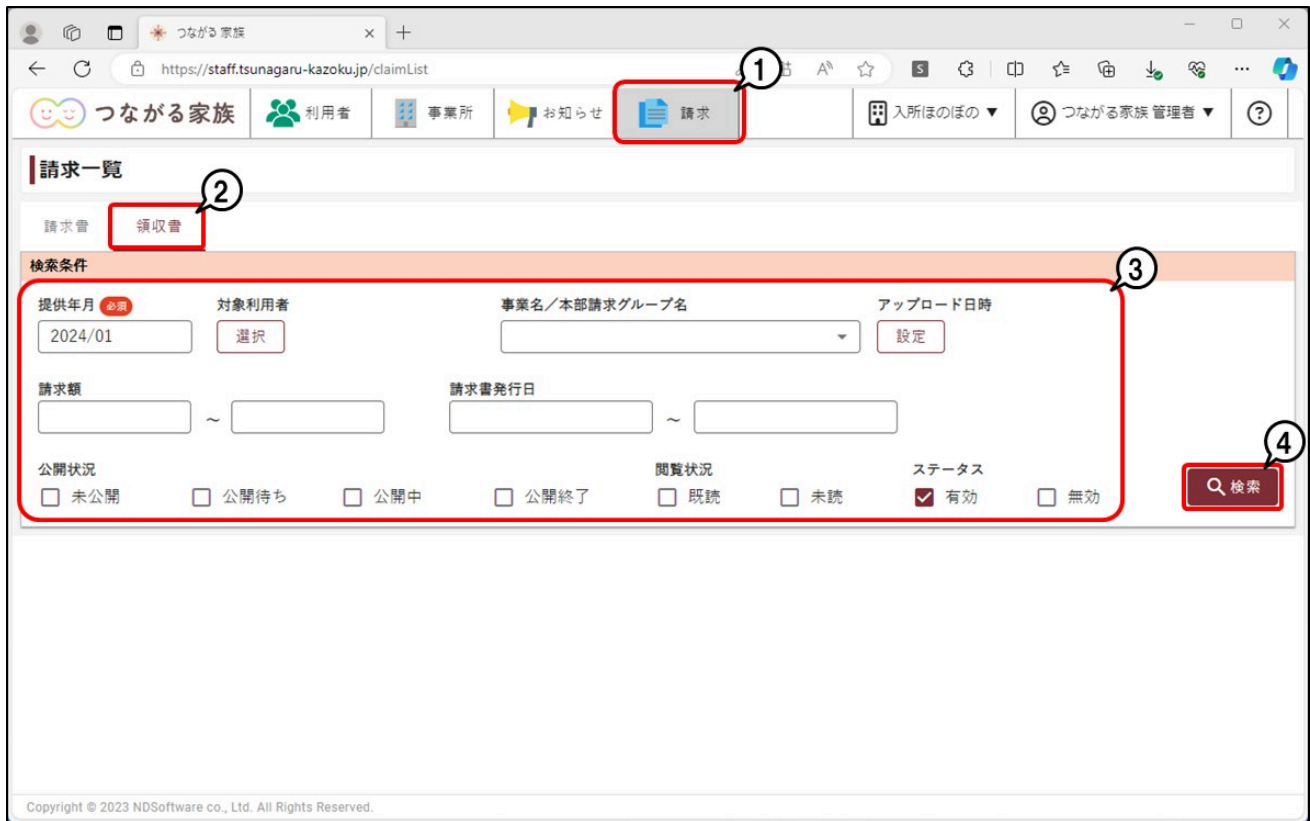 つながる家族
https://staff.tsunagaru-kazoku.jp/claimList
1
つながる家族 利用者 事業所 お知らせ 請求 入所ほのぼの ▼ つながる家族 管理者 ▼ ?
請求一覧
2
請求書 領収書
検索条件
3
提供年月 必須 対象利用者 事業名／本部請求グループ名 アップロード日時
2024/01 選択 設定
請求額 請求書発行日
～ ～
4
公開状況 閲覧状況 ステータス
未公開 公開待ち 公開中 公開終了 既読 未読 有効 無効 検索
Copyright © 2023 NDSoftware co., Ltd. All Rights Reserved.